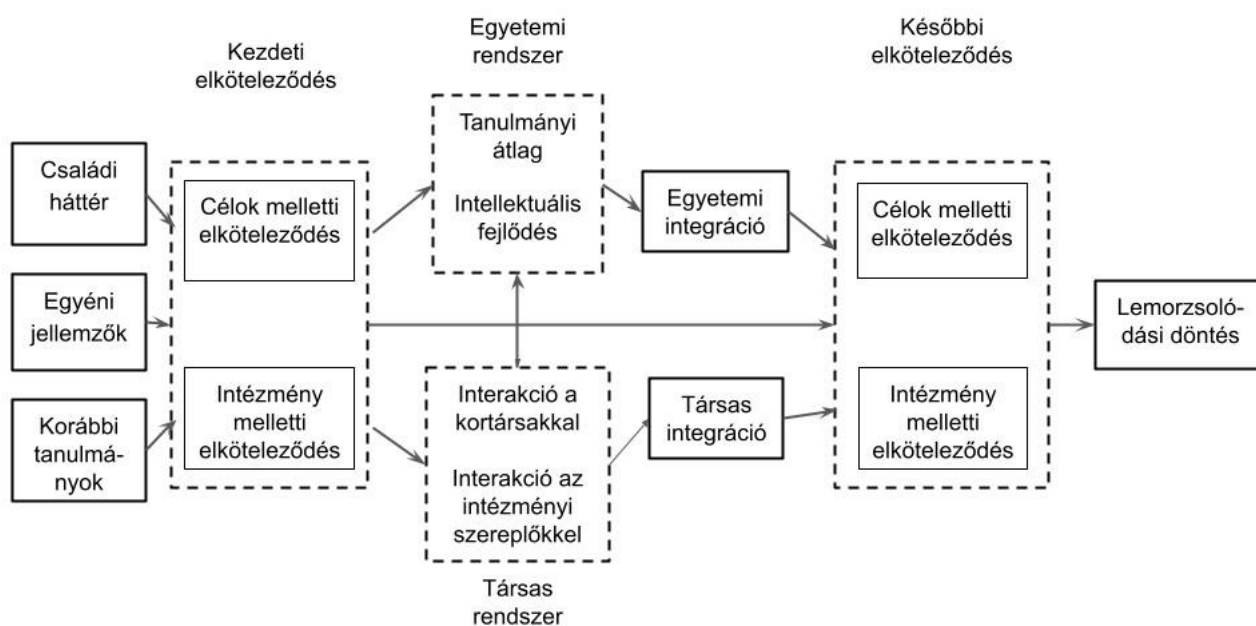 Kezdeti
elköteleződés
Egyetemi
rendszer
Későbbi
elköteleződés
Családi
háttér
Egyéni
jellemzők
Korábbi
tanulmá-
nyok
Célok melletti
elköteleződés
Intézmény
melletti
elköteleződés
Tanulmányi
átlag
Intellektuális
fejlődés
Interakció a
kortársakkal
Interakció az
intézményi
szereplőkkel
Társas
rendszer
Egyetemi
integráció
Társas
integráció
Célok melletti
elköteleződés
Intézmény
melletti
elköteleződés
Lemorzsoló-
dási döntés